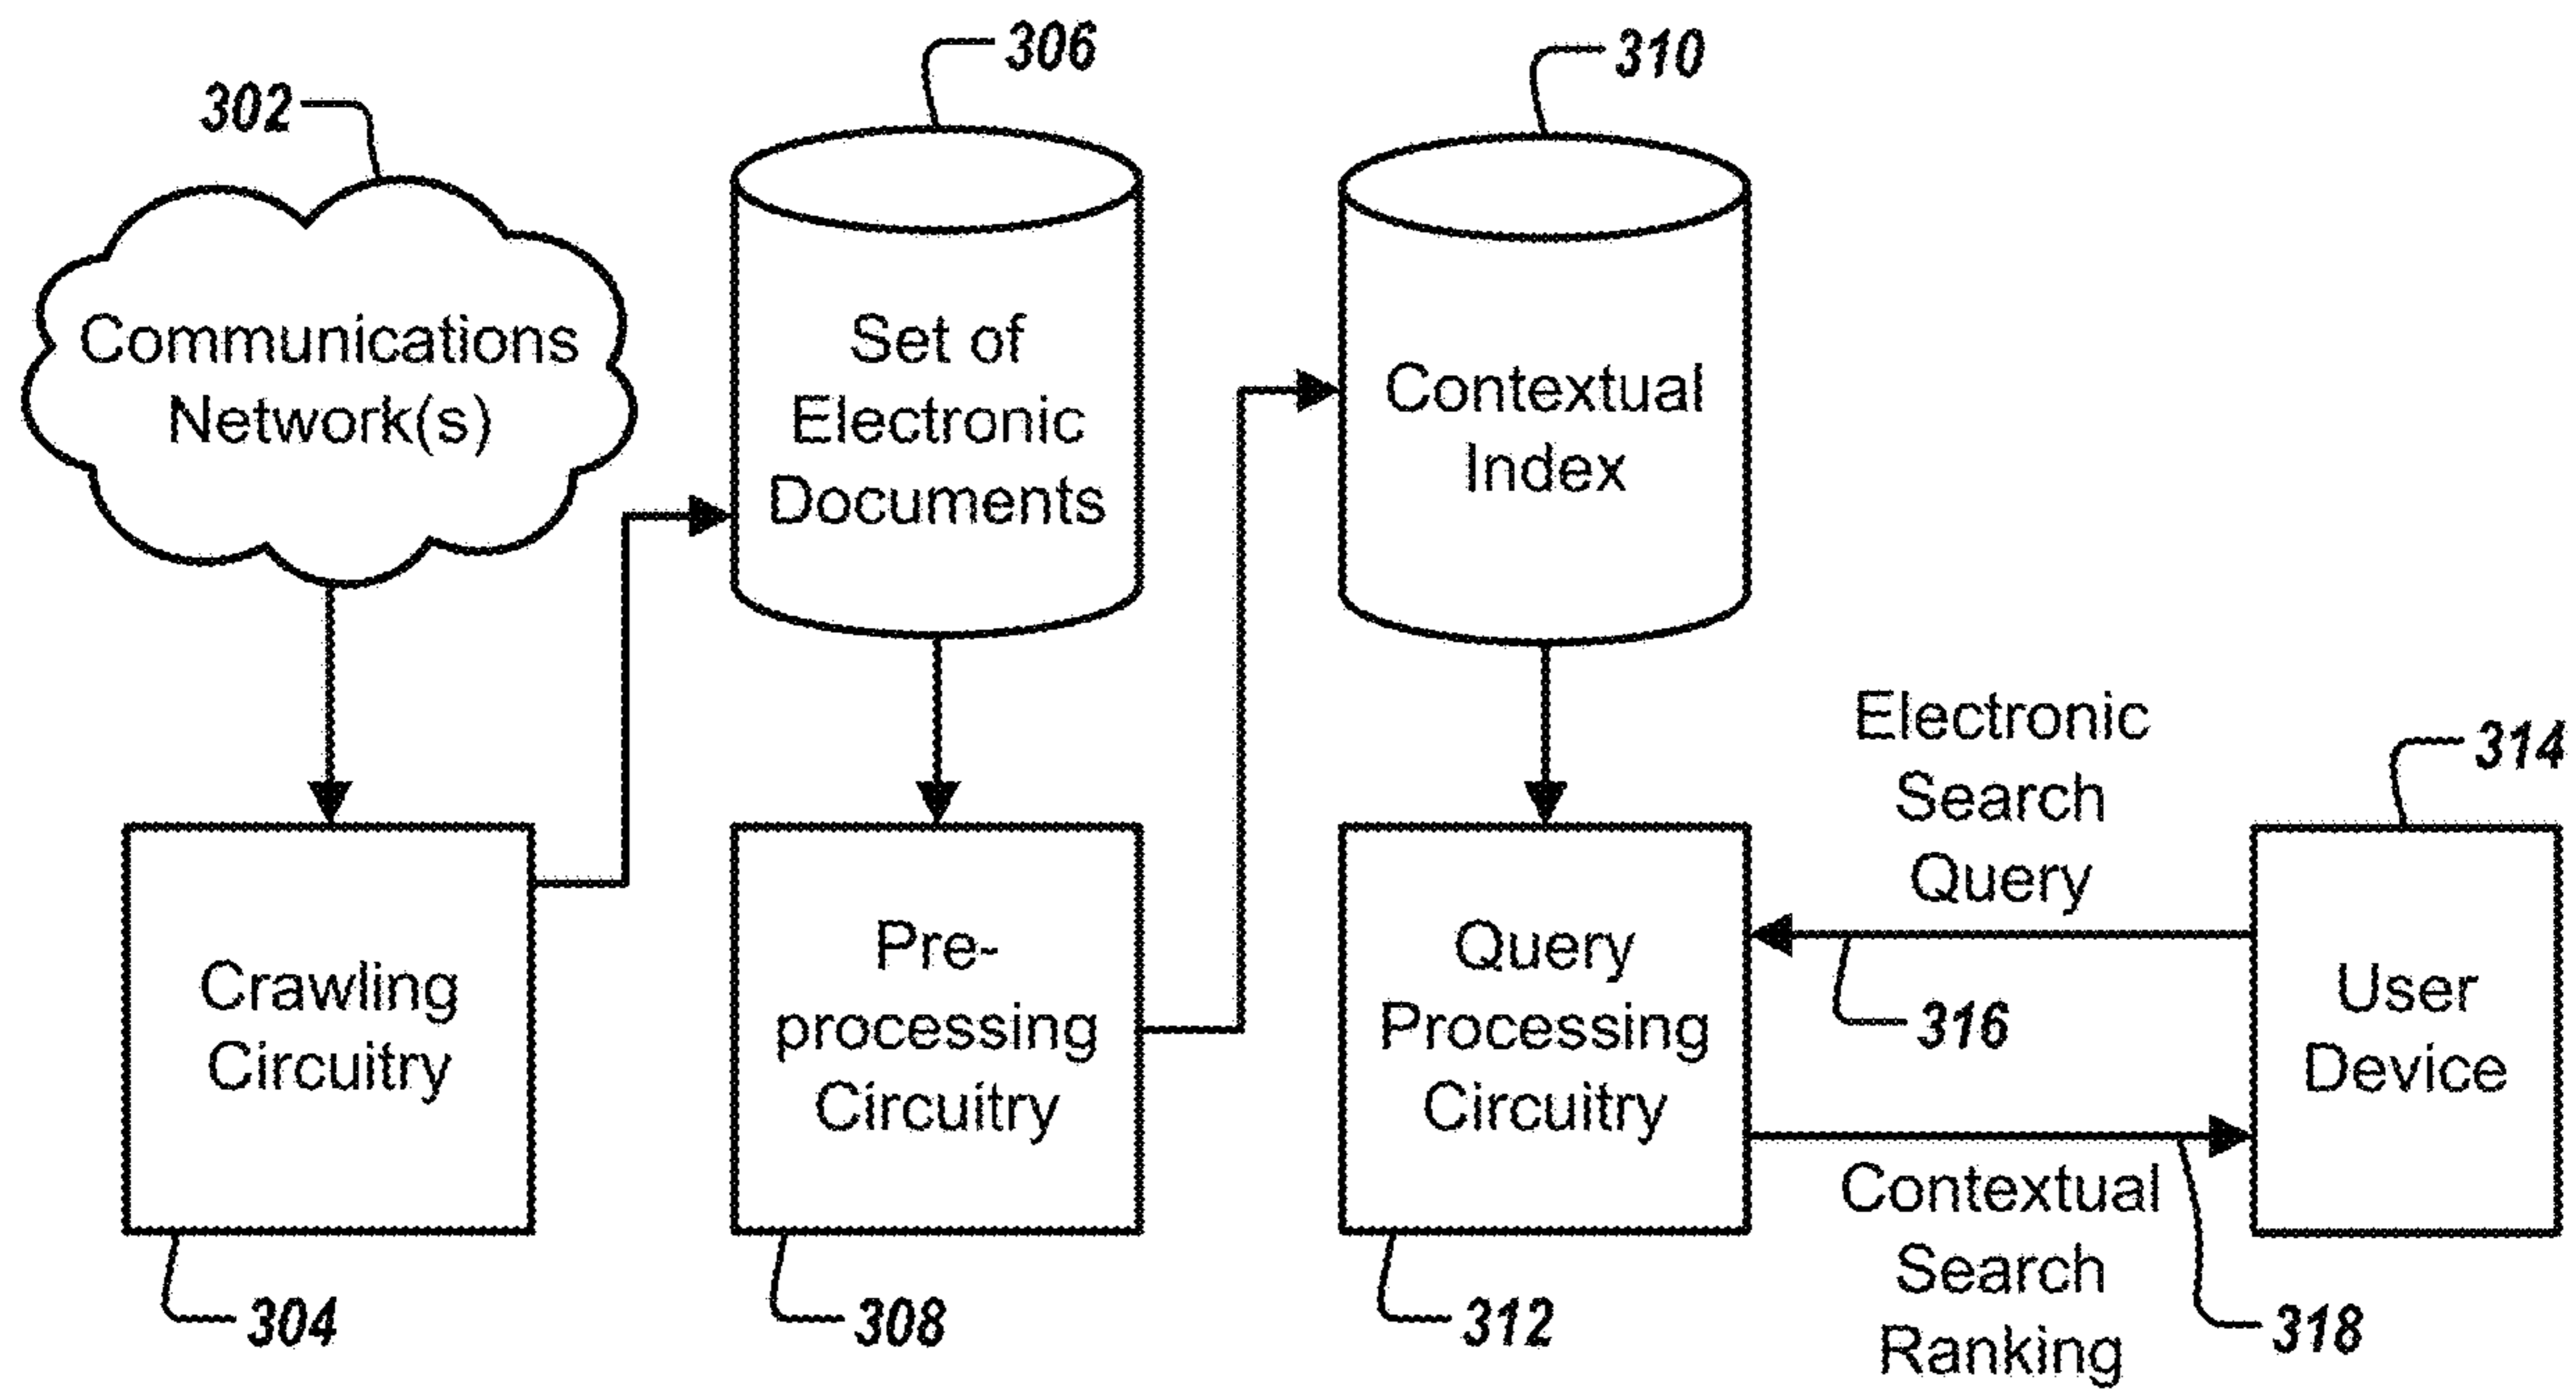 306
310
302
Communications
Network(s)
Set of
Electronic
Documents
Contextual
Index
Electronic
Search
Query
314
Crawling
Circuitry
Pre-
processing
Circuitry
Query
Processing
Circuitry
316
User
Device
Contextual
Search
Ranking
304
308
312
318